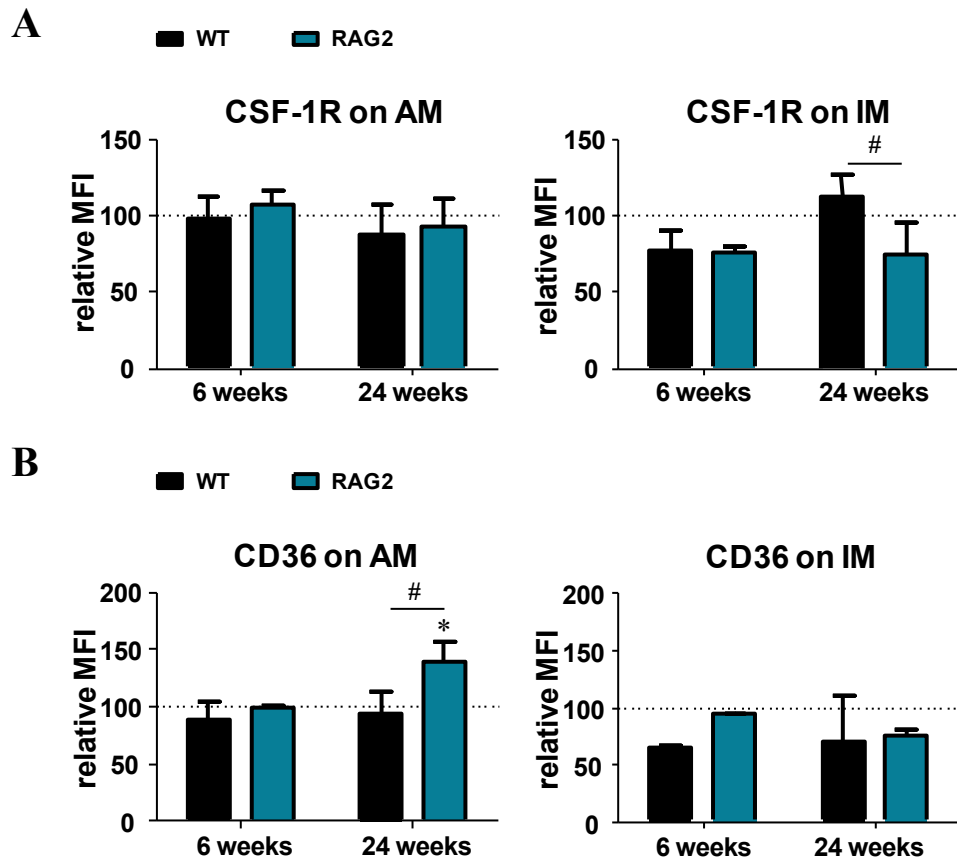 A
WT RAG2
CSF-1R on AM
relative MFI
150
100
50
0
6 weeks 24 weeks
CSF-1R on IM
relative MFI
150
100
50
0
#
6 weeks 24 weeks
B
WT RAG2
CD36 on AM
relative MFI
200
150
100
50
0
#
*
6 weeks 24 weeks
CD36 on IM
relative MFI
200
150
100
50
0
6 weeks 24 weeks